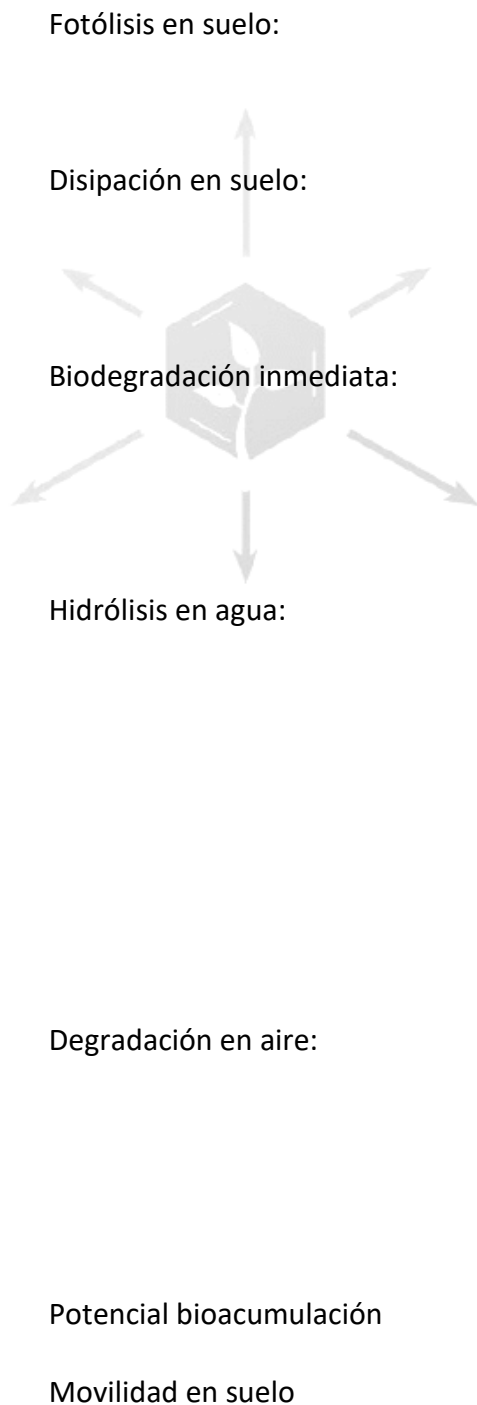 Fotólisis en suelo:
Disipación en suelo:
Biodegradación inmediata:
Hidrólisis en agua:
Degradación en aire:
Potencial bioacumulación
Movilidad en suelo